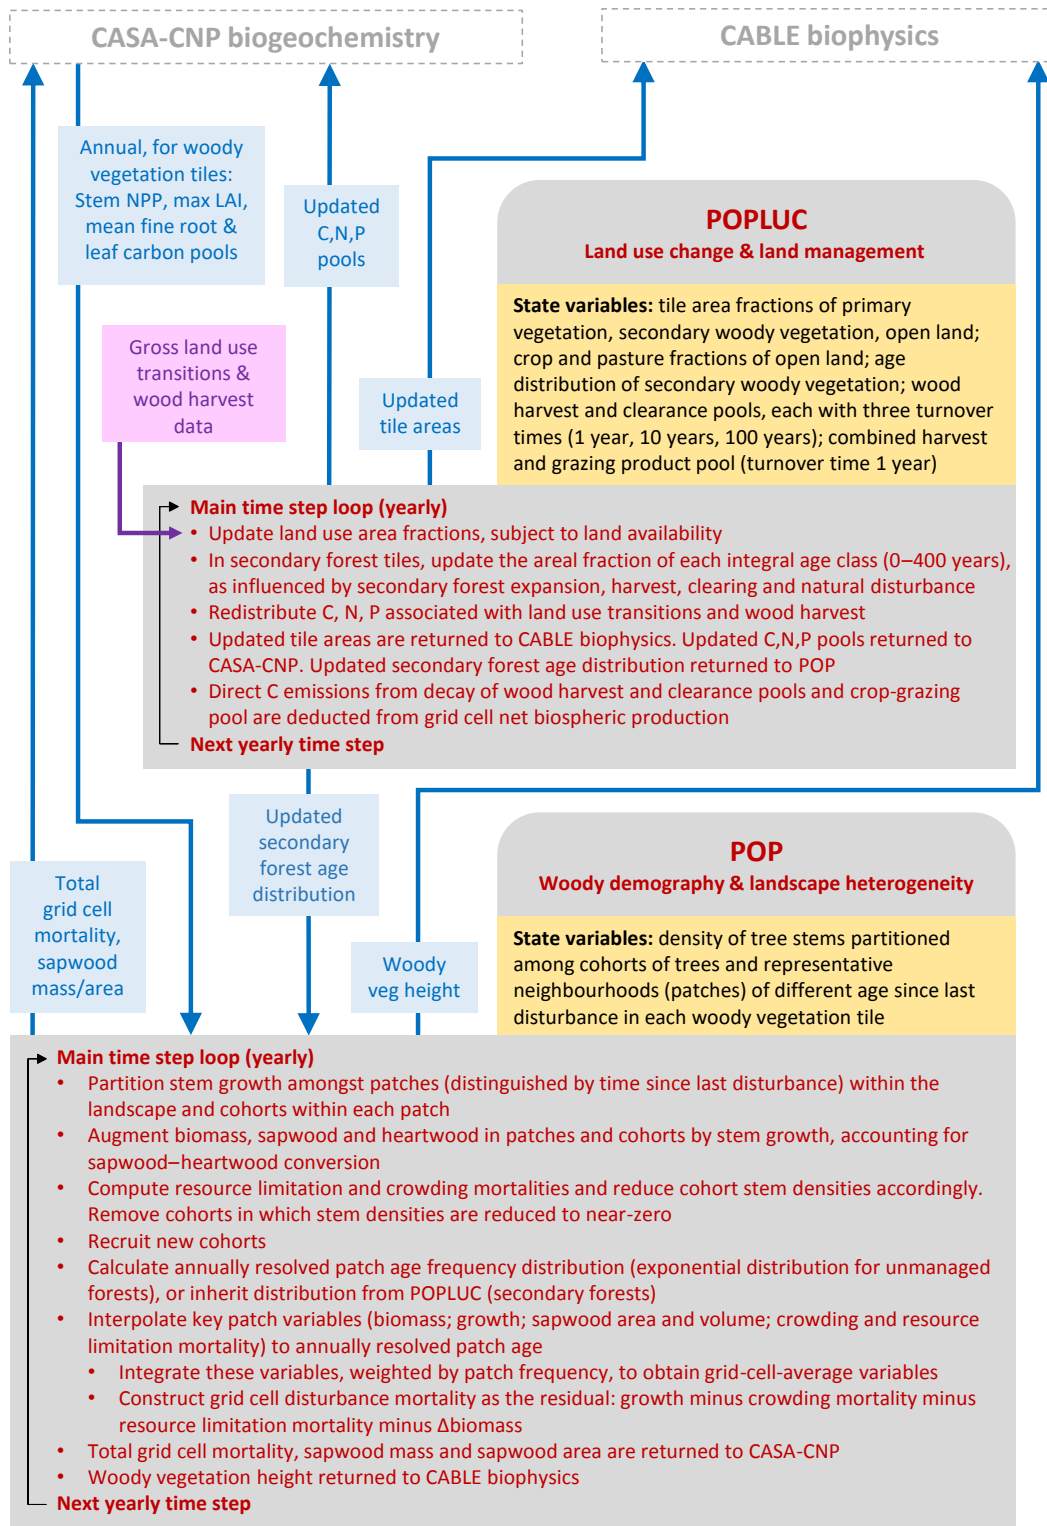 CASA-CNP biogeochemistry
CABLE biophysics
Annual, for woody
vegetation tiles:
Stem NPP, max LAI,
mean fine root &
leaf carbon pools
Updated
C,N,P
pools
Gross land use
transitions &
wood harvest
data
Updated
tile areas
POPLUC
Land use change & land management
State variables: tile area fractions of primary
vegetation, secondary woody vegetation, open land;
crop and pasture fractions of open land; age
distribution of secondary woody vegetation; wood
harvest and clearance pools, each with three turnover
times (1 year, 10 years, 100 years); combined harvest
and grazing product pool (turnover time 1 year)
Main time step loop (yearly)
• Update land use area fractions, subject to land availability
• In secondary forest tiles, update the areal fraction of each integral age class (0–400 years),
as influenced by secondary forest expansion, harvest, clearing and natural disturbance
• Redistribute C, N, P associated with land use transitions and wood harvest
• Updated tile areas are returned to CABLE biophysics. Updated C,N,P pools returned to
CASA-CNP. Updated secondary forest age distribution returned to POP
• Direct C emissions from decay of wood harvest and clearance pools and crop-grazing
pool are deducted from grid cell net biospheric production
Next yearly time step
Updated
secondary
forest age
distribution
Total
grid cell
mortality,
sapwood
mass/area
Woody
veg height
POP
Woody demography & landscape heterogeneity
State variables: density of tree stems partitioned
among cohorts of trees and representative
neighbourhoods (patches) of different age since last
disturbance in each woody vegetation tile
Main time step loop (yearly)
• Partition stem growth amongst patches (distinguished by time since last disturbance) within the
landscape and cohorts within each patch
• Augment biomass, sapwood and heartwood in patches and cohorts by stem growth, accounting for
sapwood–heartwood conversion
• Compute resource limitation and crowding mortalities and reduce cohort stem densities accordingly.
Remove cohorts in which stem densities are reduced to near-zero
• Recruit new cohorts
• Calculate annually resolved patch age frequency distribution (exponential distribution for unmanaged
forests), or inherit distribution from POPLUC (secondary forests)
• Interpolate key patch variables (biomass; growth; sapwood area and volume; crowding and resource
limitation mortality) to annually resolved patch age
• Integrate these variables, weighted by patch frequency, to obtain grid-cell-average variables
• Construct grid cell disturbance mortality as the residual: growth minus crowding mortality minus
resource limitation mortality minus Δbiomass
• Total grid cell mortality, sapwood mass and sapwood area are returned to CASA-CNP
• Woody vegetation height returned to CABLE biophysics
Next yearly time step